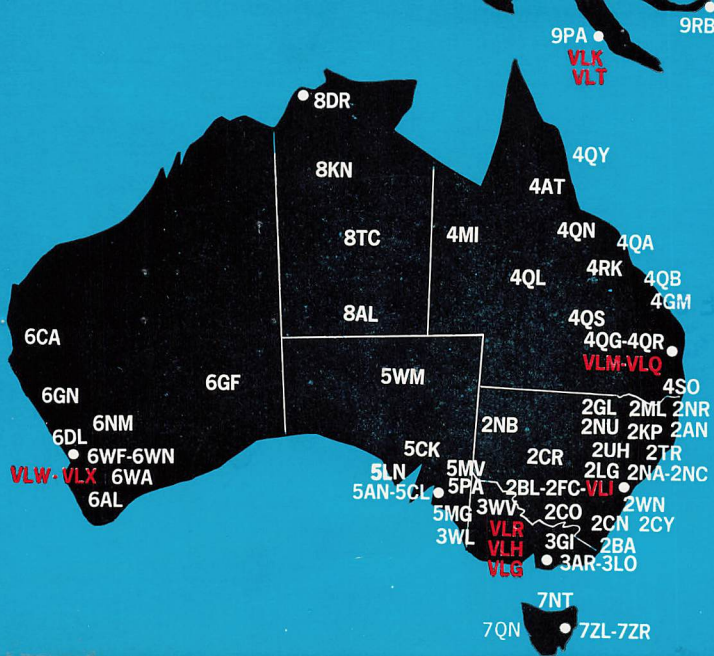 9RB
9PA
VLK
VLT
8DR
4QY
8KN
4AT
8TC
4MI
4QN
4QA
4RK
4QL
4QB
4GM
8AL
4QS
6CA
4QG-4QR
VLM-VLQ
5WM
6GF
4SO
6GN
2GL
2ML
2NR
6NM
2NB
2NU
2KP
2AN
6DL
6WF-6WN
5CK
2CR
2UH
2TR
VLW-VLX
6WA
5LN
5MV
2LG
2NA-2NC
5AN-5CL
5PA
2BL-2FC-VLI
6AL
3WV
2WN
5MG
2CO
2CN
2CY
3WL
VLR
VLH
VLG
3GI
2BA
3AR-3LO
7NT
7QN
7ZL-7ZR